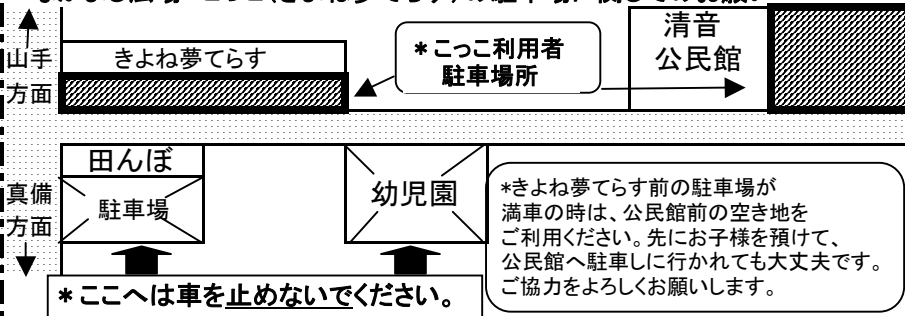 山手
方面
きよね夢てらす
*こっこ利用者
駐車場所
清音
公民館
田んぼ
駐車場
幼児園
真備
方面
*ここへは車を止めないでください。
*きよね夢てらす前の駐車場が
満車の時は、公民館前の空き地を
ご利用ください。先にお子様を預けて、
公民館へ駐車しに行かれても大丈夫です。
ご協力をよろしくお願いします。